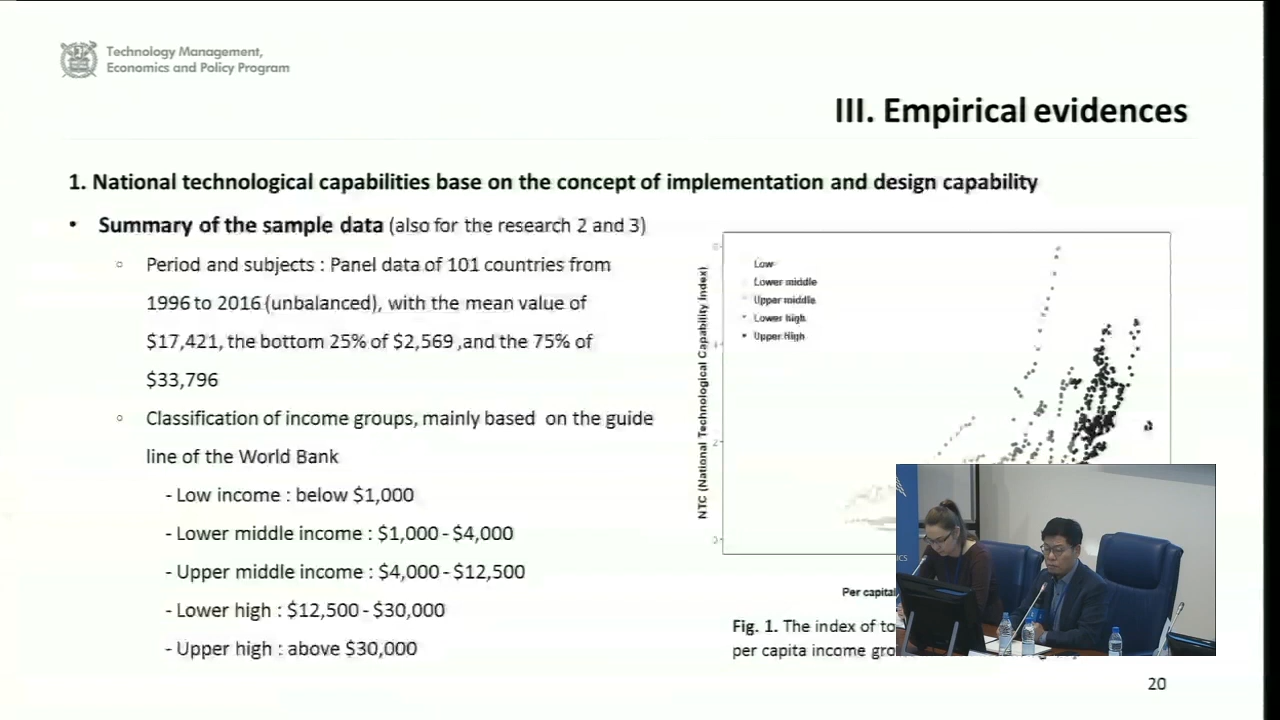 Technology Management,
Economics and Policy Program
III. Empirical evidences
1. National technological capabilities base on the concept of implementation and design capability
• Summary of the sample data (also for the research 2 and 3)
○ Period and subjects : Panel data of 101 countries from
1996 to 2016 (unbalanced), with the mean value of
$17,421, the bottom 25% of $2,569 ,and the 75% of
$33,796
○ Classification of income groups, mainly based on the guide
line of the World Bank
- Low income : below $1,000
- Lower middle income : $1,000 - $4,000
- Upper middle income : $4,000 - $12,500
- Lower high : $12,500 - $30,000
- Upper high : above $30,000
NTC (National Technological Capability Index)
Low
Lower middle
Upper middle
Lower high
Upper High
6
4
2
0
Per capital
Fig. 1. The index of to
per capita income gro
ICS
20